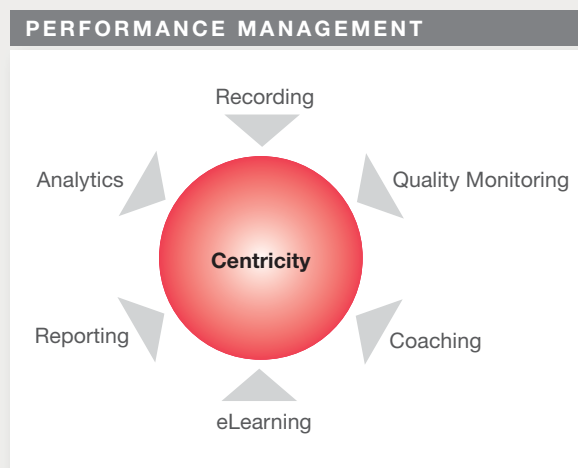 PERFORMANCE MANAGEMENT
Recording
Analytics
Quality Monitoring
Centricity
Reporting
Coaching
eLearning